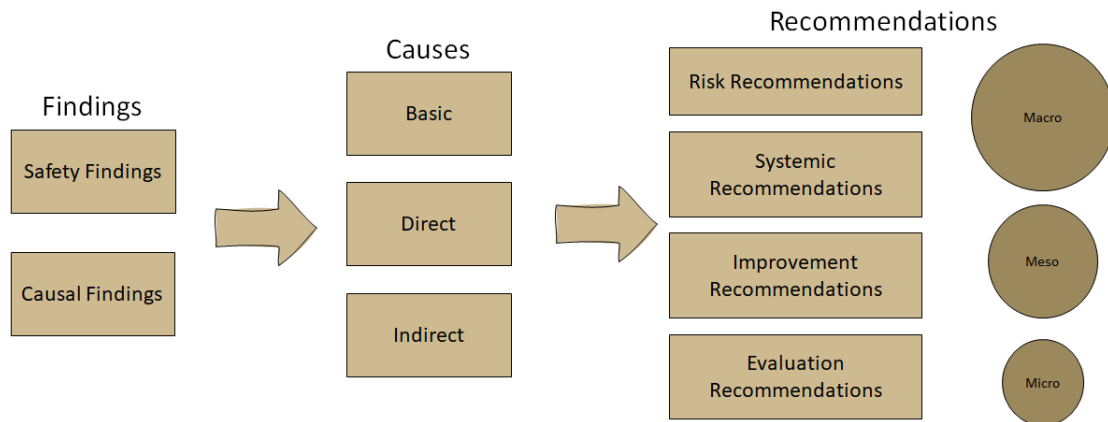 Findings
Safety Findings
Causal Findings
Causes
Basic
Direct
Indirect
Recommendations
Risk Recommendations
Systemic
Recommendations
Improvement
Recommendations
Evaluation
Recommendations
Macro
Meso
Micro